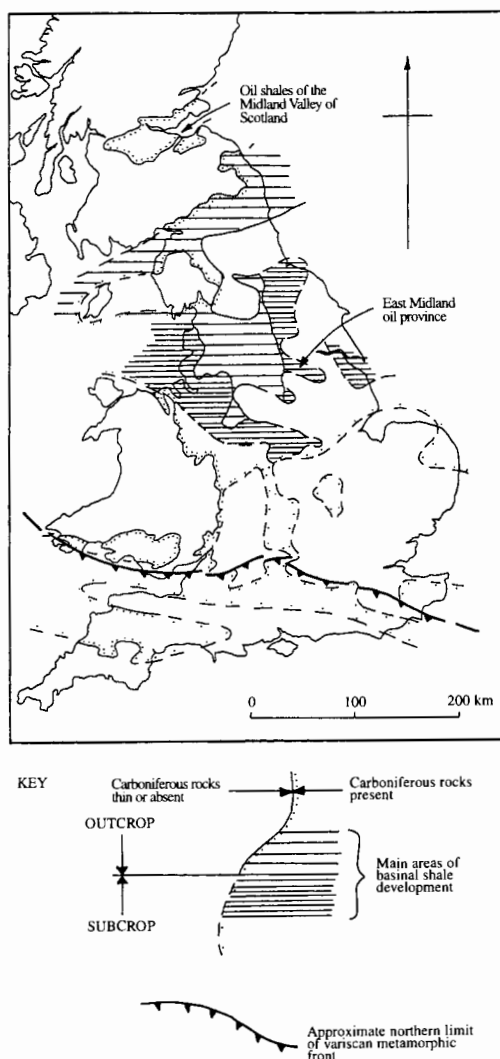 Oil shales of the
Midland Valley of
Scotland
East Midland
oil province
0 200 km
KEY
Carboniferous rocks
thin or absent
Carboniferous rocks
present
OUTCROP
Main areas of
basinal shale
development
SUBCROP
Approximate northern limit
of variscan metamorphic
front